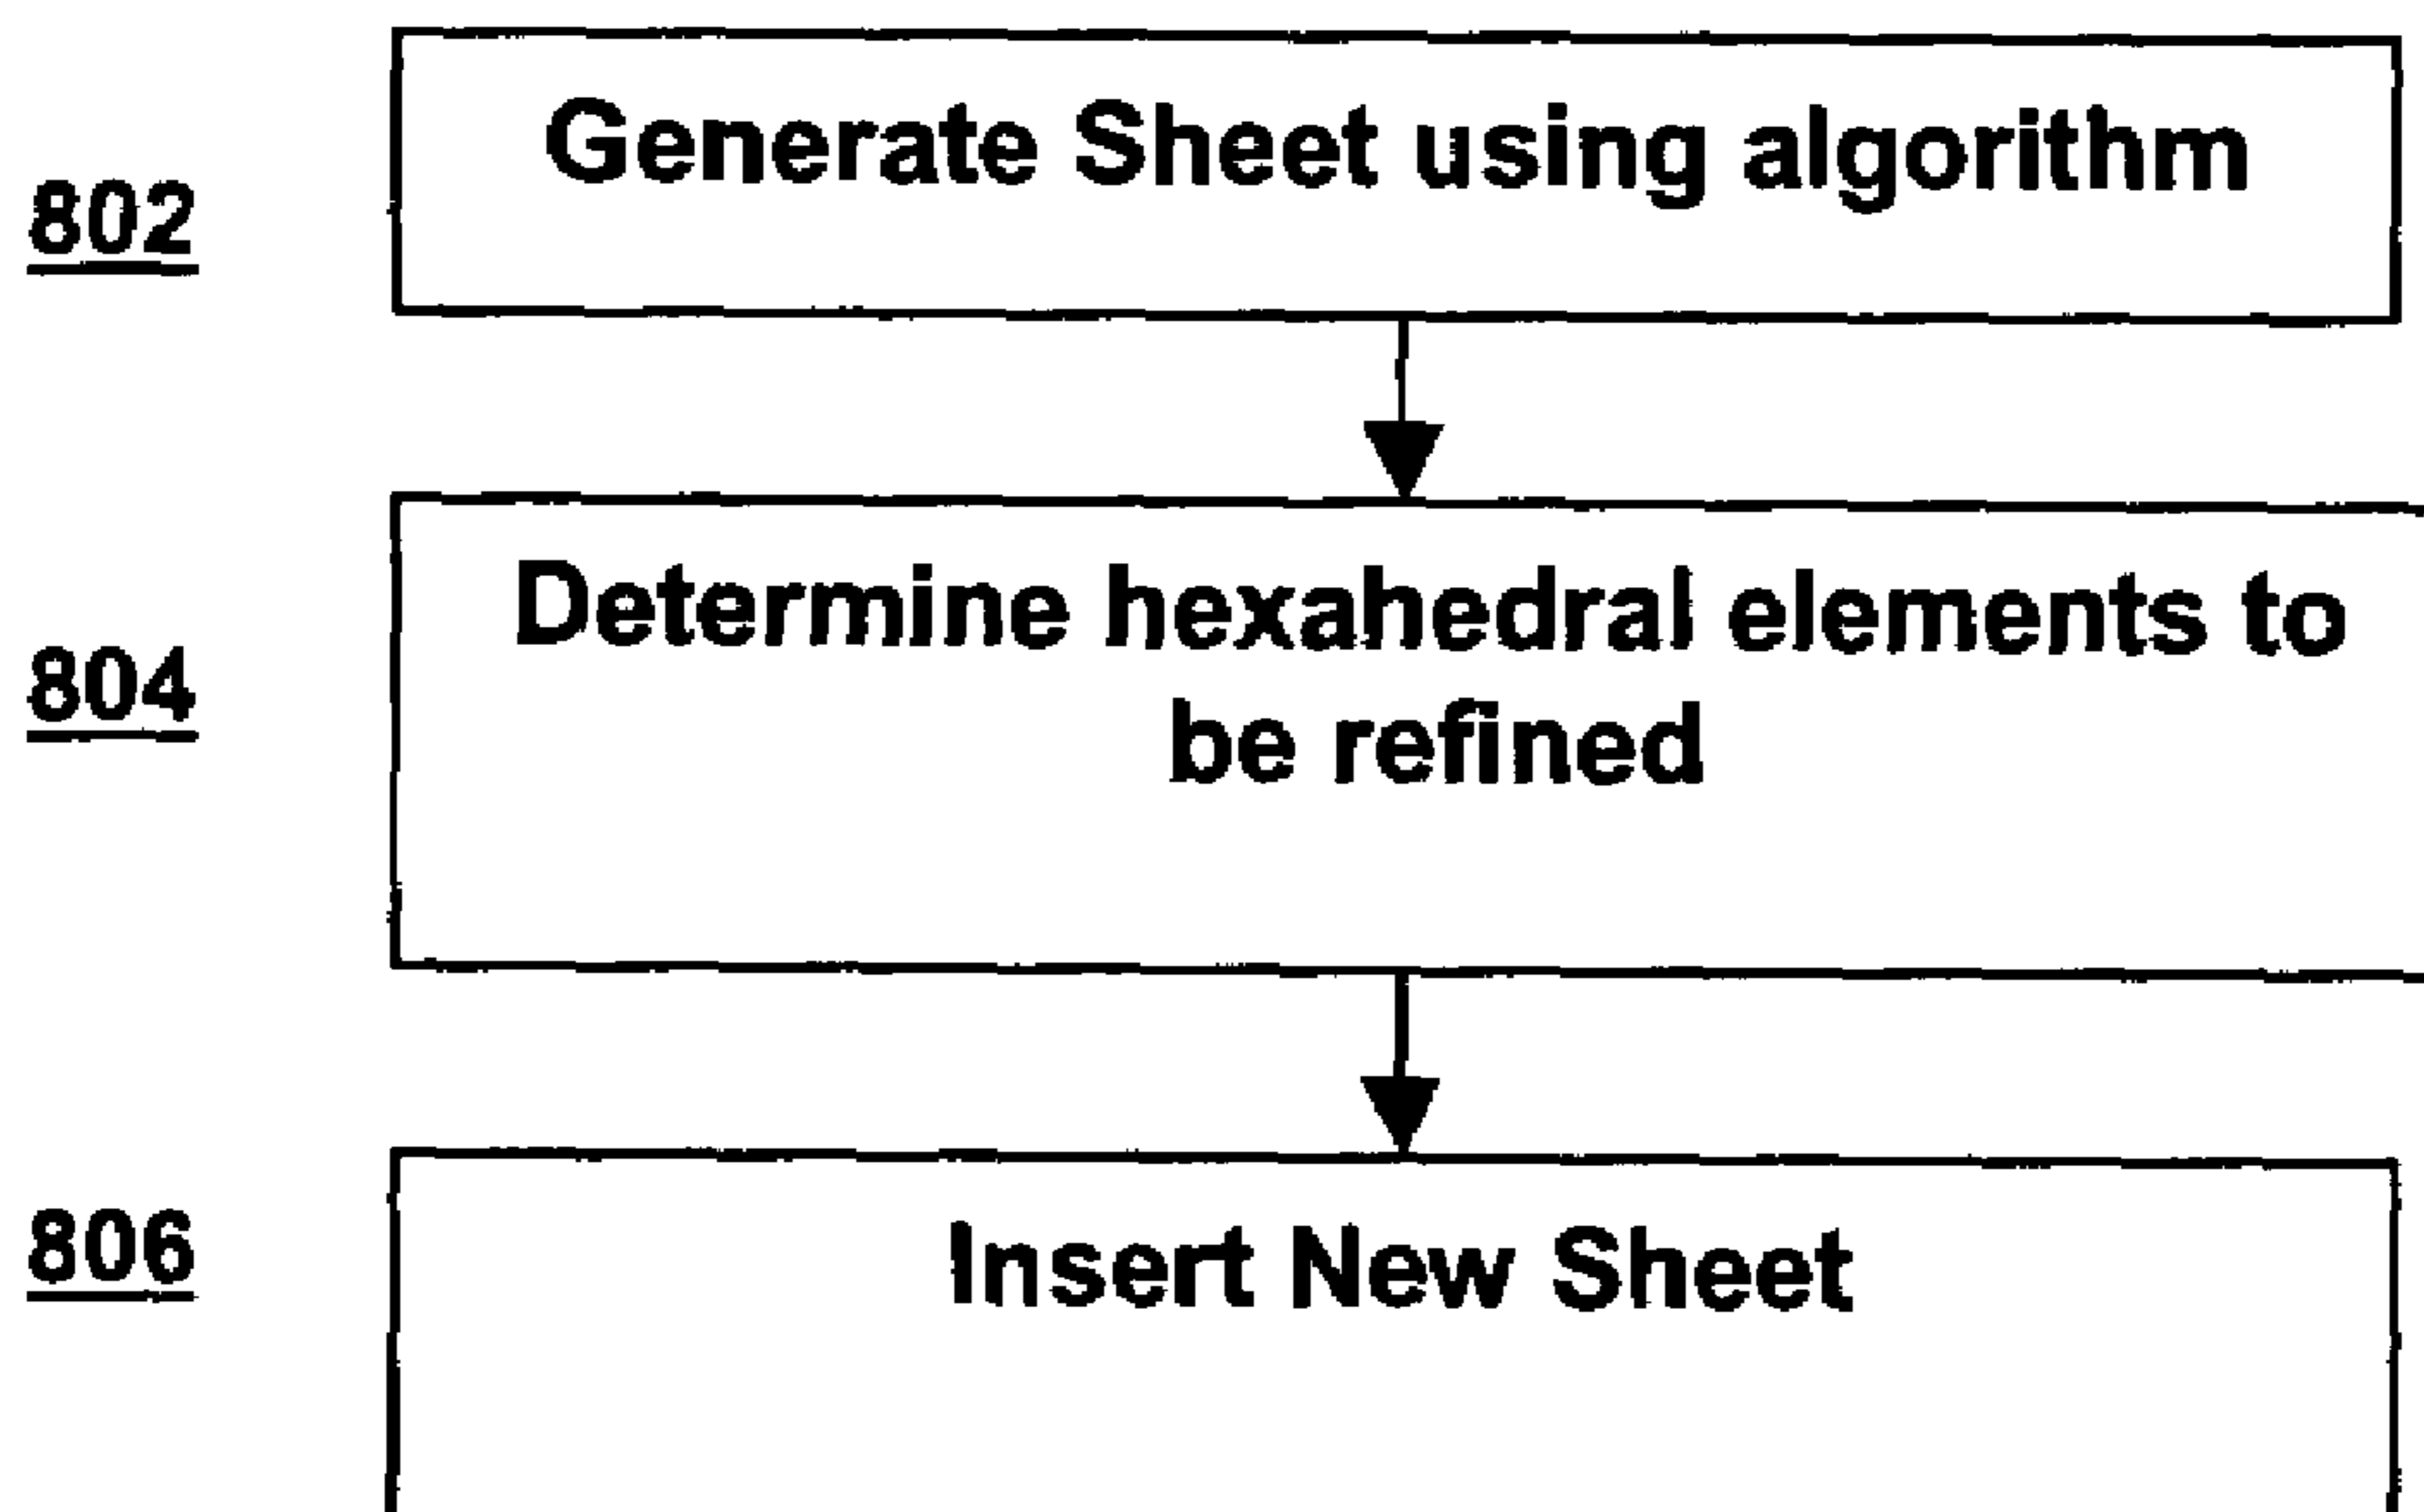 802
Generate Sheet using algorithm
804
Determine hexahedral elements to
be refined
806
Insert New Sheet